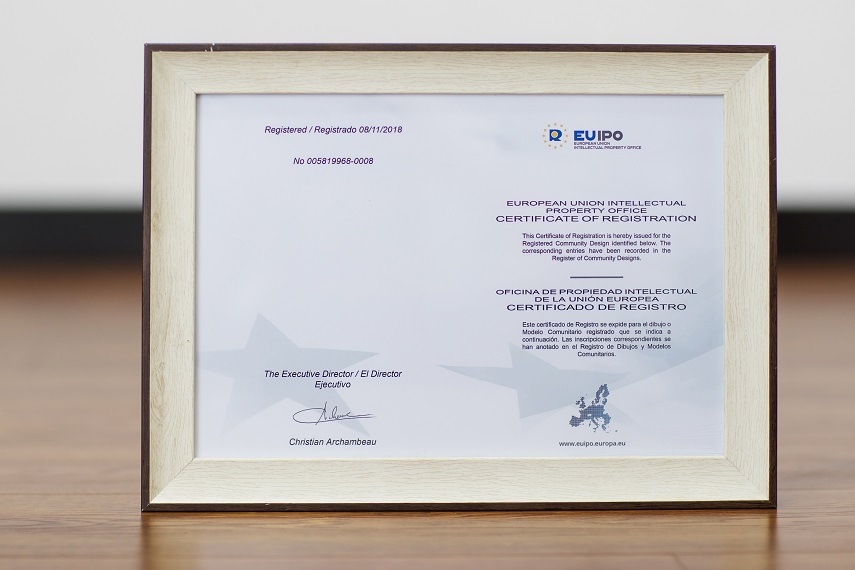 Registered / Registrado 08/11/2018
No 005819968-0008
The Executive Director / El Director
Ejecutivo
Christian Archambeau
EUIPO
EUROPEAN UNION
INTELLECTUAL PROPERTY OFFICE
EUROPEAN UNION INTELLECTUAL
PROPERTY OFFICE
CERTIFICATE OF REGISTRATION
This Certificate of Registration is hereby issued for the
Registered Community Design identified below. The
corresponding entries have been recorded in the
Register of Community Designs.
OFICINA DE PROPIEDAD INTELECTUAL
DE LA UNIÓN EUROPEA
CERTIFICADO DE REGISTRO
Este certificado de Registro se expide para el dibujo o
Modelo Comunitario registrado que se indica a
continuación. Las inscripciones correspondientes se
han anotado en el Registro de Dibujos y Modelos
Comunitarios.
www.euipo.europa.eu